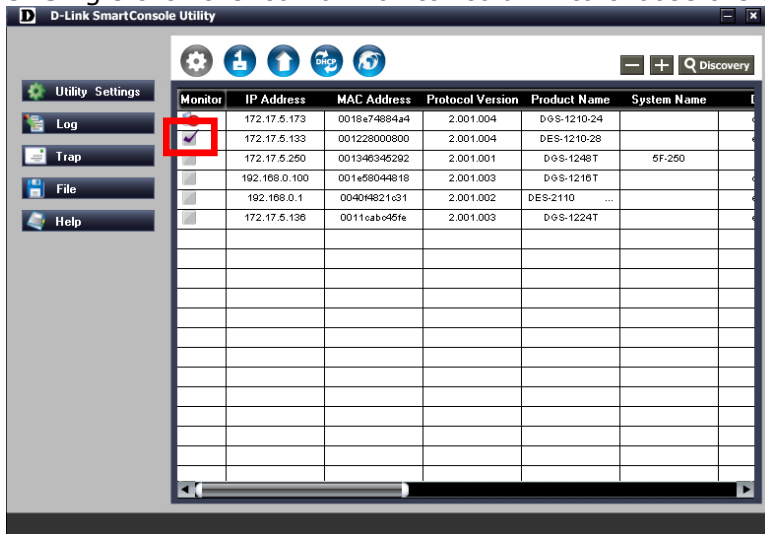 D D-Link SmartConsole Utility
DHCP
Discovery
Utility Settings
Log
Trap
File
Help
Monitor IP Address MAC Address Protocol Version Product Name System Name
172.17.5.173 0018e74884a4 2.001.004 DGS-1210-24
172.17.5.133 001228000800 2.001.004 DES-1210-28
172.17.5.250 001346345292 2.001.001 DGS-1248T 5F-250
192.168.0.100 001e58044818 2.001.003 DGS-1216T
192.168.0.1 0040f4821c31 2.001.002 DES-2110 ...
172.17.5.136 0011cabc45fe 2.001.003 DGS-1224T